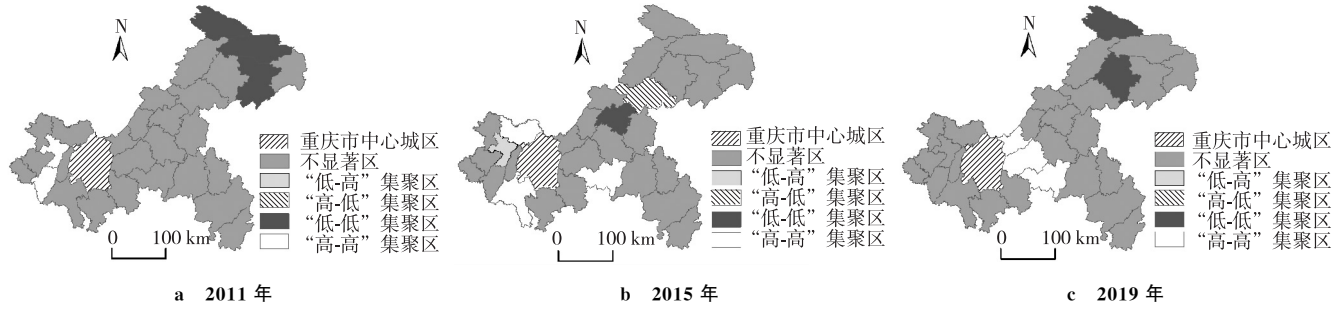 N
重庆市中心城区
不显著区
“低-高”集聚区
“高-低”集聚区
“低-低”集聚区
“高-高”集聚区
0 100 km
a 2011 年
N
重庆市中心城区
不显著区
“低-高”集聚区
“高-低”集聚区
“低-低”集聚区
“高-高”集聚区
0 100 km
b 2015 年
N
重庆市中心城区
不显著区
“低-高”集聚区
“高-低”集聚区
“低-低”集聚区
“高-高”集聚区
0 100 km
c 2019 年